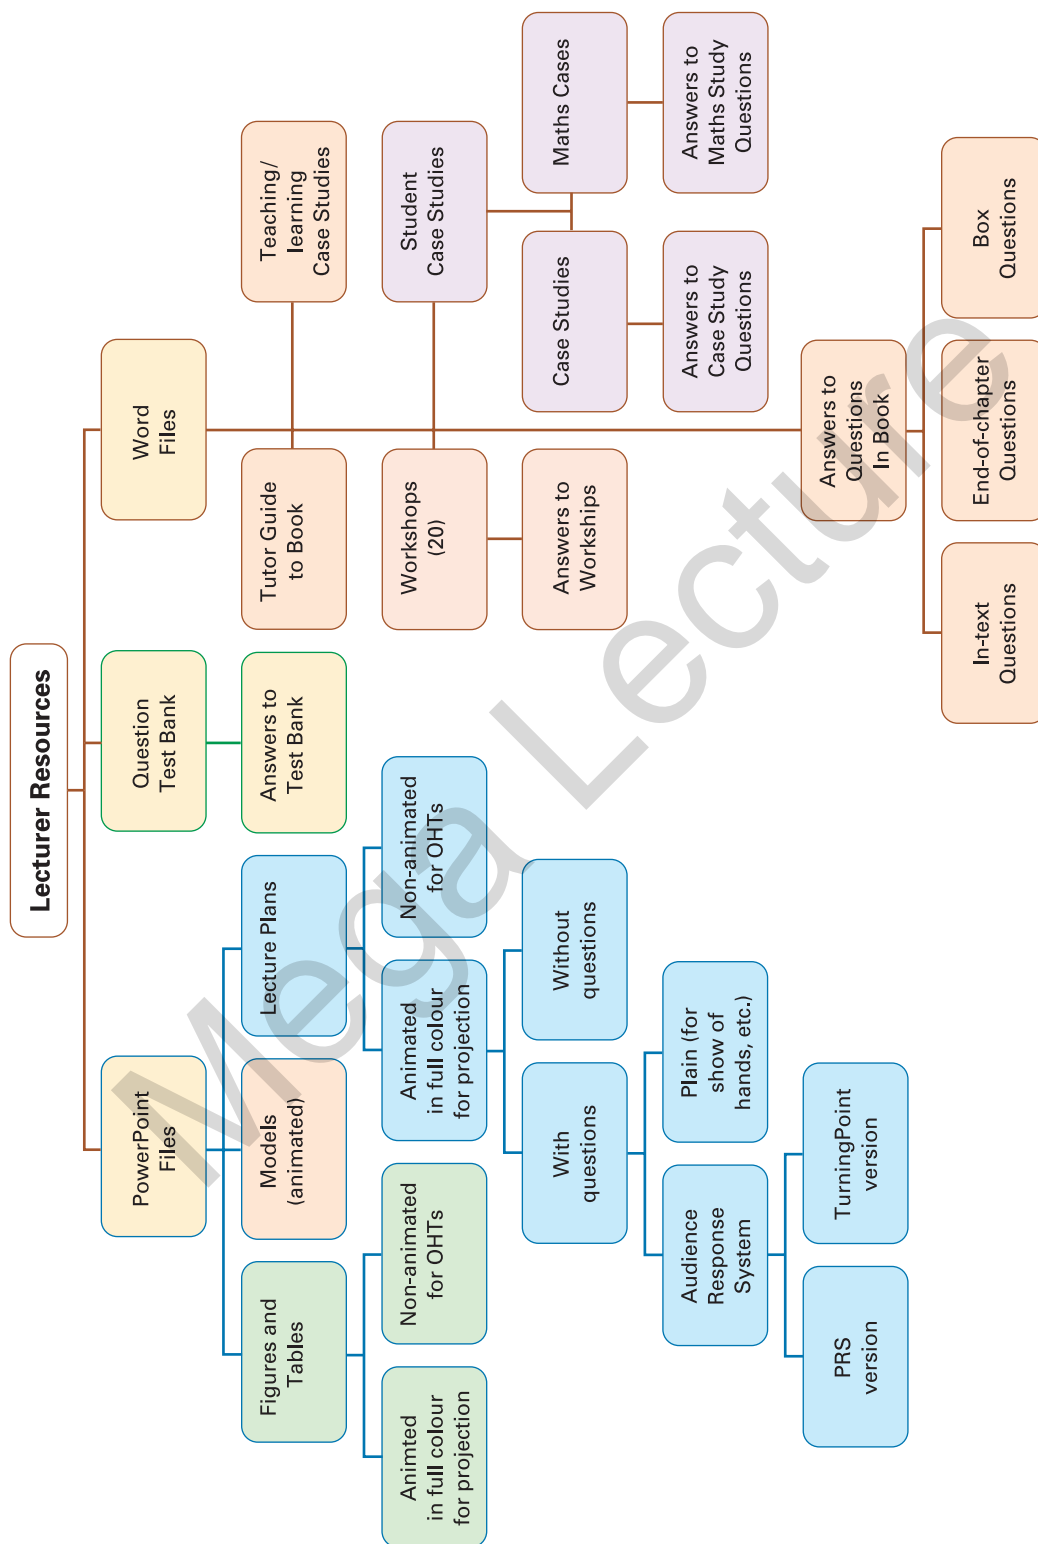 Lecturer Resources
PowerPoint
Files
Question
Test Bank
Word
Files
Figures and
Tables
Models
(animated)
Lecture Plans
Answers to
Test Bank
Tutor Guide
to Book
Teaching/
learning
Case Studies
Animted
in full colour
for projection
Non-animated
for OHTs
Animated
in full colour
for projection
Non-animated
for OHTs
Workshops
(20)
Student
Case Studies
With
questions
Without
questions
Answers to
Workships
Case Studies
Maths Cases
Audience
Response
System
Plain (for
show of
hands, etc.)
Answers to
Case Study
Questions
Answers to
Maths Study
Questions
PRS
version
TurningPoint
version
Answers to
Questions
In Book
In-text
Questions
End-of-chapter
Questions
Box
Questions
Mega Lecture